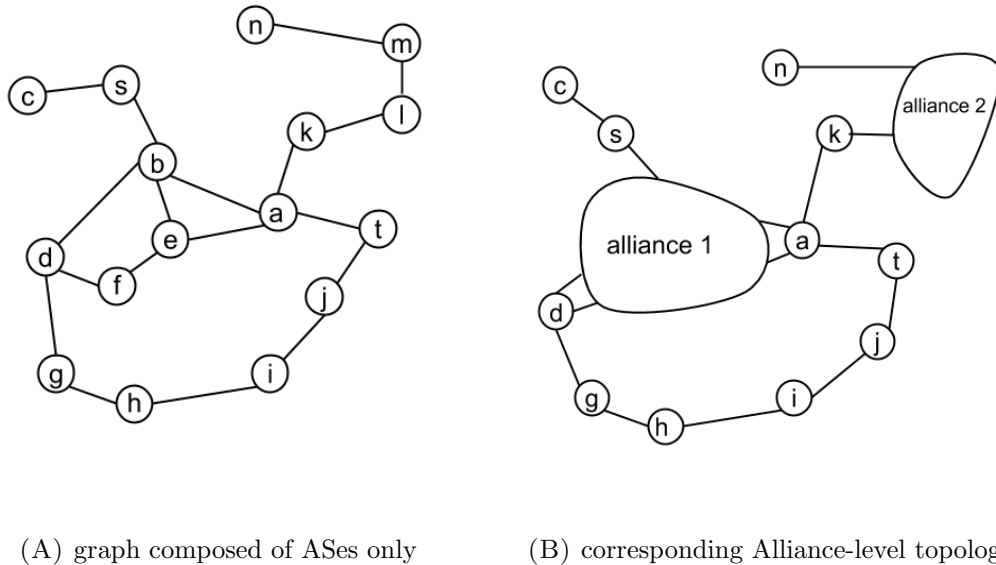 n
m
c
s
l
k
b
a
t
e
d
f
j
g
i
h
n
c
alliance 2
s
k
alliance 1
a
t
d
j
g
i
h
(A) graph composed of ASes only
(B) corresponding Alliance-level topolog